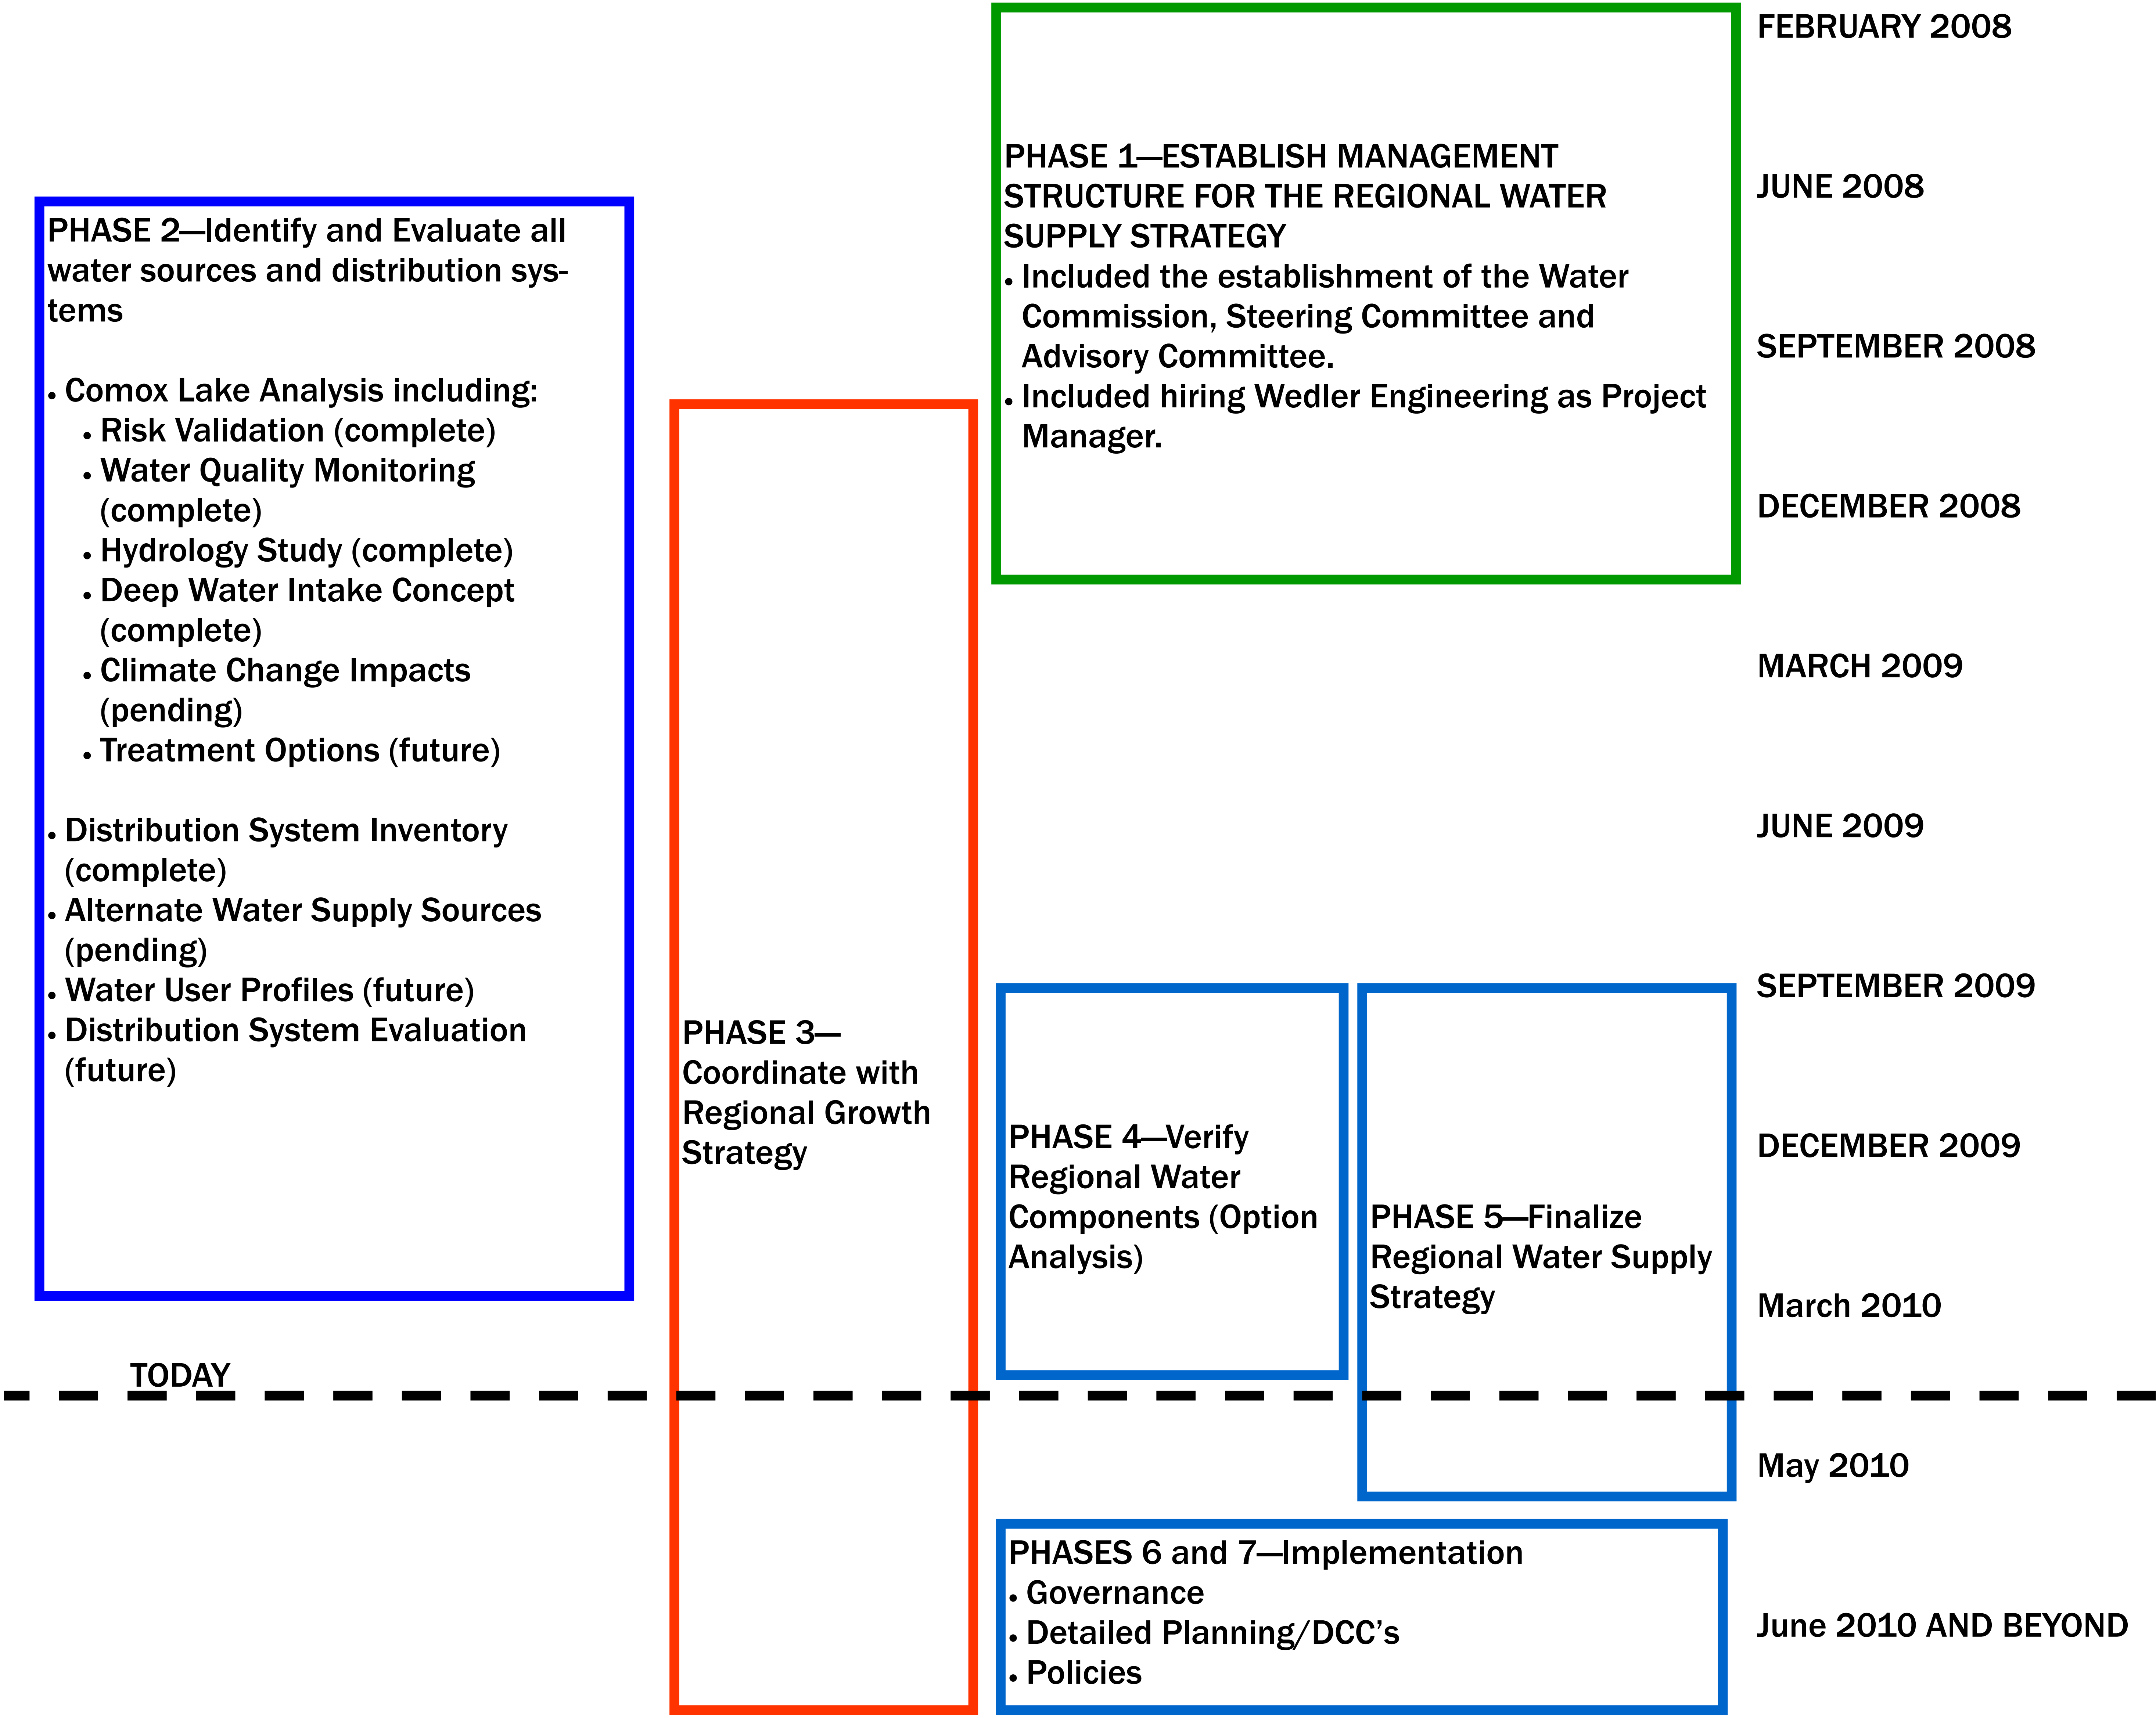 FEBRUARY 2008
PHASE 1—ESTABLISH MANAGEMENT
STRUCTURE FOR THE REGIONAL WATER
SUPPLY STRATEGY
• Included the establishment of the Water
Commission, Steering Committee and
Advisory Committee.
• Included hiring Wedler Engineering as Project
Manager.
JUNE 2008
SEPTEMBER 2008
DECEMBER 2008
PHASE 2—Identify and Evaluate all
water sources and distribution sys-
tems
• Comox Lake Analysis including:
• Risk Validation (complete)
• Water Quality Monitoring
(complete)
• Hydrology Study (complete)
• Deep Water Intake Concept
(complete)
• Climate Change Impacts
(pending)
• Treatment Options (future)
• Distribution System Inventory
(complete)
• Alternate Water Supply Sources
(pending)
• Water User Profiles (future)
• Distribution System Evaluation
(future)
PHASE 3—
Coordinate with
Regional Growth
Strategy
MARCH 2009
JUNE 2009
SEPTEMBER 2009
PHASE 4—Verify
Regional Water
Components (Option
Analysis)
PHASE 5—Finalize
Regional Water Supply
Strategy
DECEMBER 2009
March 2010
TODAY
May 2010
PHASES 6 and 7—Implementation
• Governance
• Detailed Planning/DCC’s
• Policies
June 2010 AND BEYOND